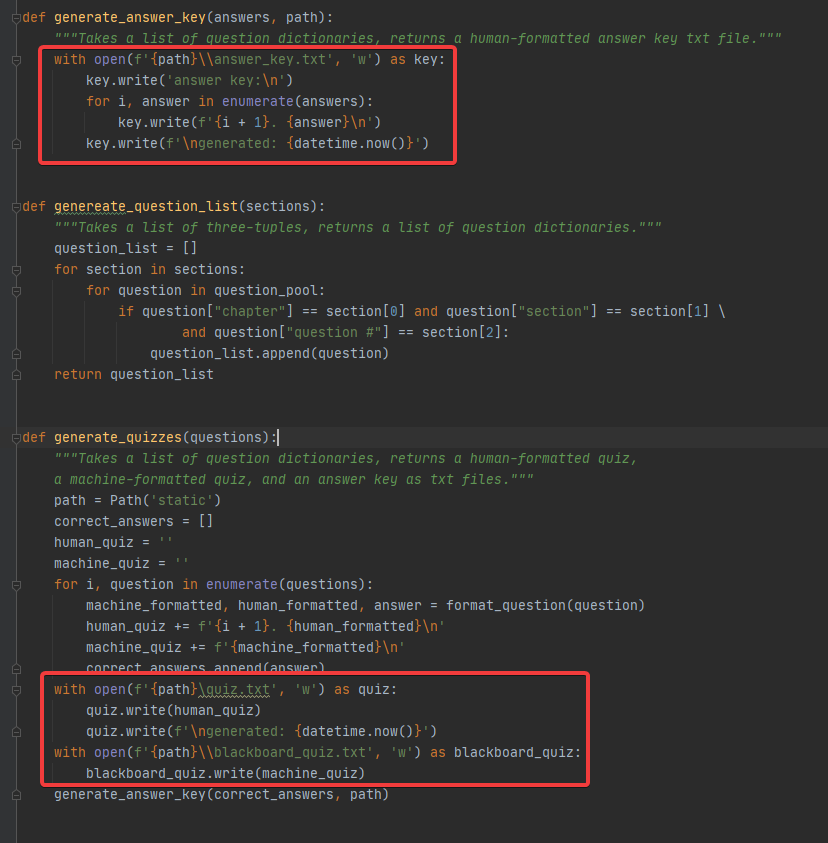 def generate_answer_key(answers, path):
    """Takes a list of question dictionaries, returns a human-formatted answer key txt file."""
    with open(f'{path}\\answer_key.txt', 'w') as key:
        key.write('answer key:\n')
        for i, answer in enumerate(answers):
            key.write(f'{i + 1}. {answer}\n')
        key.write(f'\ngenerated: {datetime.now()}')
def genereate_question_list(sections):
    """Takes a list of three-tuples, returns a list of question dictionaries."""
    question_list = []
    for section in sections:
        for question in question_pool:
            if question["chapter"] == section[0] and question["section"] == section[1] \
                    and question["question #"] == section[2]:
                question_list.append(question)
    return question_list
def generate_quizzes(questions):
    """Takes a list of question dictionaries, returns a human-formatted quiz,
    a machine-formatted quiz, and an answer key as txt files."""
    path = Path('static')
    correct_answers = []
    human_quiz = ''
    machine_quiz = ''
    for i, question in enumerate(questions):
        machine_formatted, human_formatted, answer = format_question(question)
        human_quiz += f'{i + 1}. {human_formatted}\n'
        machine_quiz += f'{machine_formatted}\n'
        correct_answers.append(answer)
    with open(f'{path}\quiz.txt', 'w') as quiz:
        quiz.write(human_quiz)
        quiz.write(f'\ngenerated: {datetime.now()}')
    with open(f'{path}\\blackboard_quiz.txt', 'w') as blackboard_quiz:
        blackboard_quiz.write(machine_quiz)
    generate_answer_key(correct_answers, path)